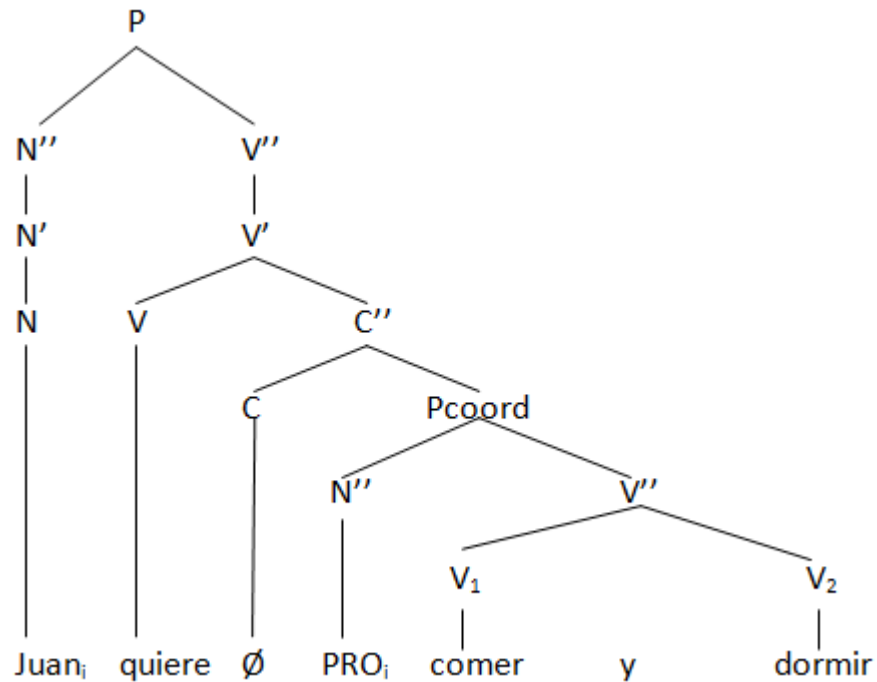 P
N’’ V’’
N’ V’
N V C’’
C Pcoord
N’’ V’’
V₁ V₂
Juanᵢ quiere Ø PROᵢ comer y dormir